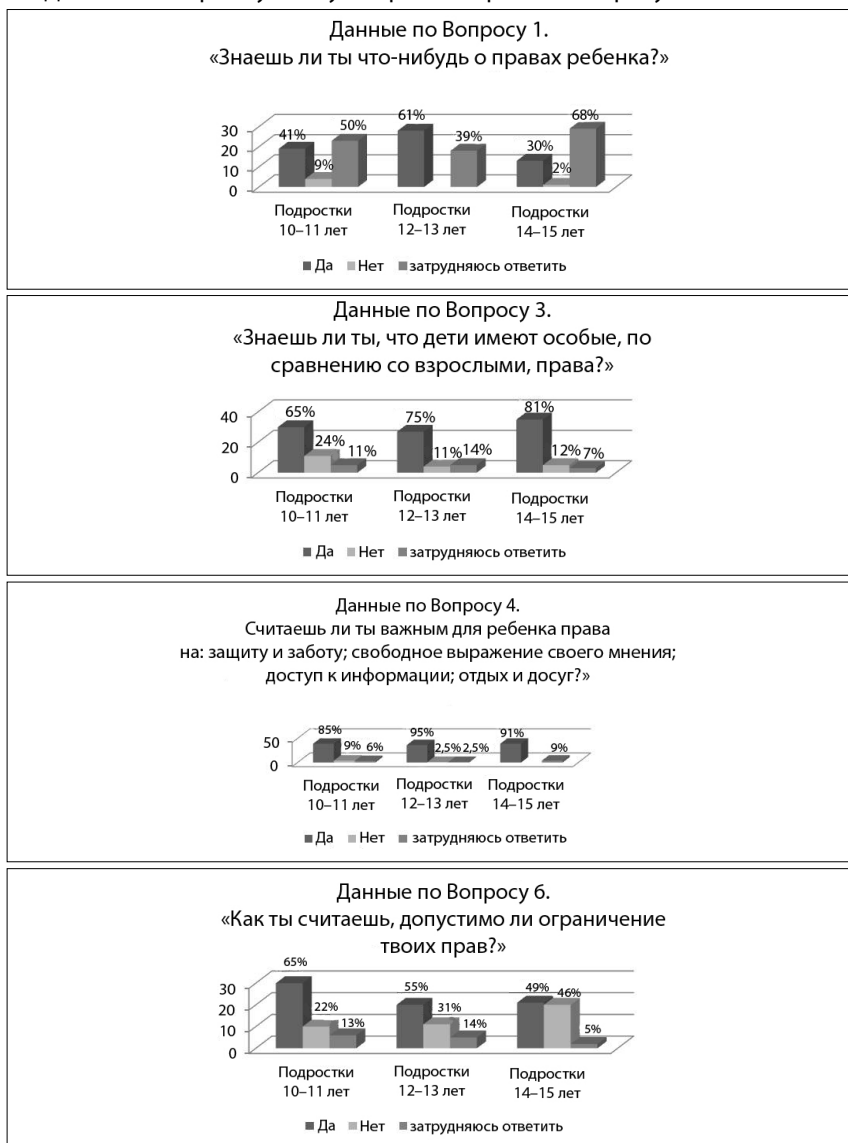 Данные по Вопросу 1.
«Знаешь ли ты что-нибудь о правах ребенка?»
41% 9% 50% 61% 39% 30% 2% 68%
30
20
10
0
Подростки Подростки Подростки
10–11 лет 12–13 лет 14–15 лет
Да Нет затрудняюсь ответить
Данные по Вопросу 3.
«Знаешь ли ты, что дети имеют особые, по
сравнению со взрослыми, права?»
65% 24% 11% 75% 11% 14% 81% 12% 7%
40
20
0
Подростки Подростки Подростки
10–11 лет 12–13 лет 14–15 лет
Да Нет затрудняюсь ответить
Данные по Вопросу 4.
Считаешь ли ты важным для ребенка права
на: защиту и заботу; свободное выражение своего мнения;
доступ к информации; отдых и досуг?»
85% 9% 6% 95% 2,5% 2,5% 91% 9%
50
0
Подростки Подростки Подростки
10–11 лет 12–13 лет 14–15 лет
Да Нет затрудняюсь ответить
Данные по Вопросу 6.
«Как ты считаешь, допустимо ли ограничение
твоих прав?»
65% 22% 13% 55% 31% 14% 49% 46% 5%
30
20
10
0
Подростки Подростки Подростки
10–11 лет 12–13 лет 14–15 лет
Да Нет затрудняюсь ответить